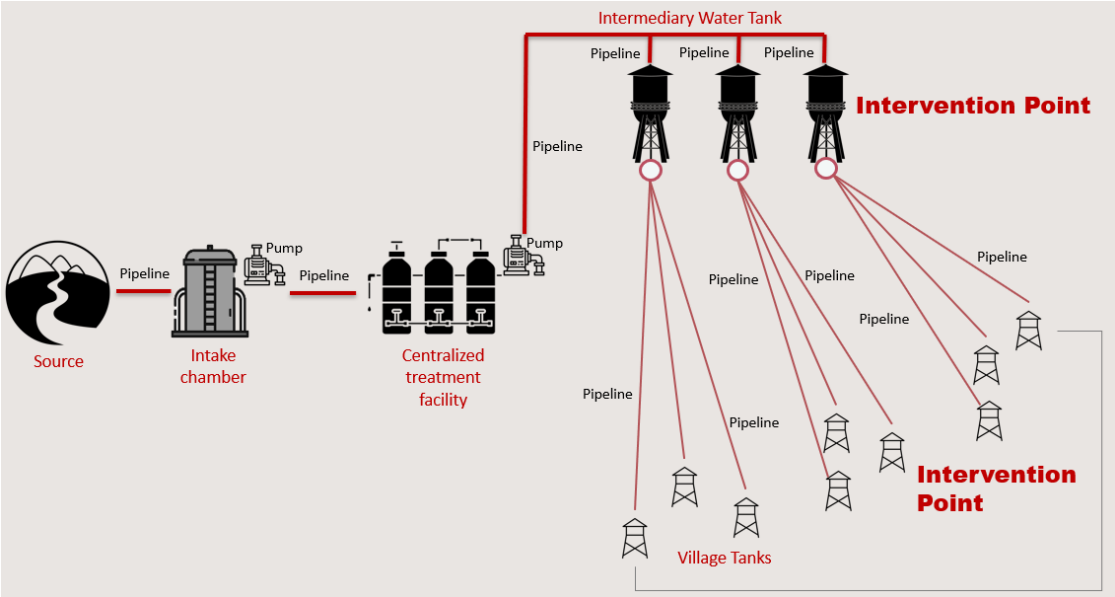 Intermediary Water Tank
Pipeline
Pipeline
Pipeline
Intervention Point
Pipeline
Pump
Pump
Pipeline
Pipeline
Pipeline
Pipeline
Pipeline
Pipeline
Source
Intake
chamber
Centralized
treatment
facility
Pipeline
Pipeline
Intervention
Point
Village Tanks